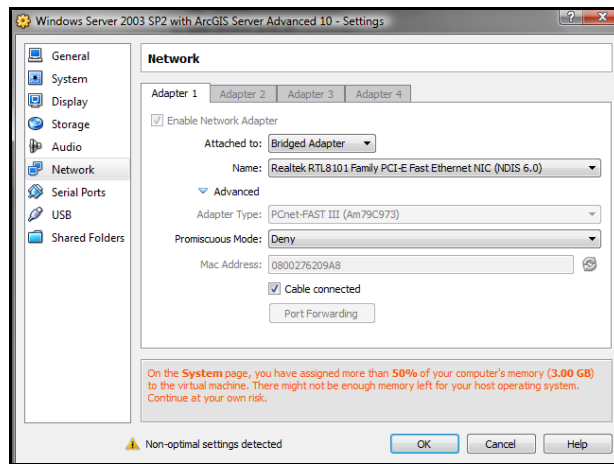 Windows Server 2003 SP2 with ArcGIS Server Advanced 10 - Settings
General
System
Display
Storage
Audio
Network
Serial Ports
USB
Shared Folders
Network
Adapter 1 Adapter 2 Adapter 3 Adapter 4
Enable Network Adapter
Attached to: Bridged Adapter
Name: Realtek RTL8101 Family PCI-E Fast Ethernet NIC (NDIS 6.0)
Advanced
Adapter Type: PCnet-FAST III (Am79C973)
Promiscuous Mode: Deny
Mac Address: 0800276209A8
Cable connected
Port Forwarding
On the System page, you have assigned more than 50% of your computer's memory (3.00 GB)
to the virtual machine. There might not be enough memory left for your host operating system.
Continue at your own risk.
Non-optimal settings detected
OK Cancel Help